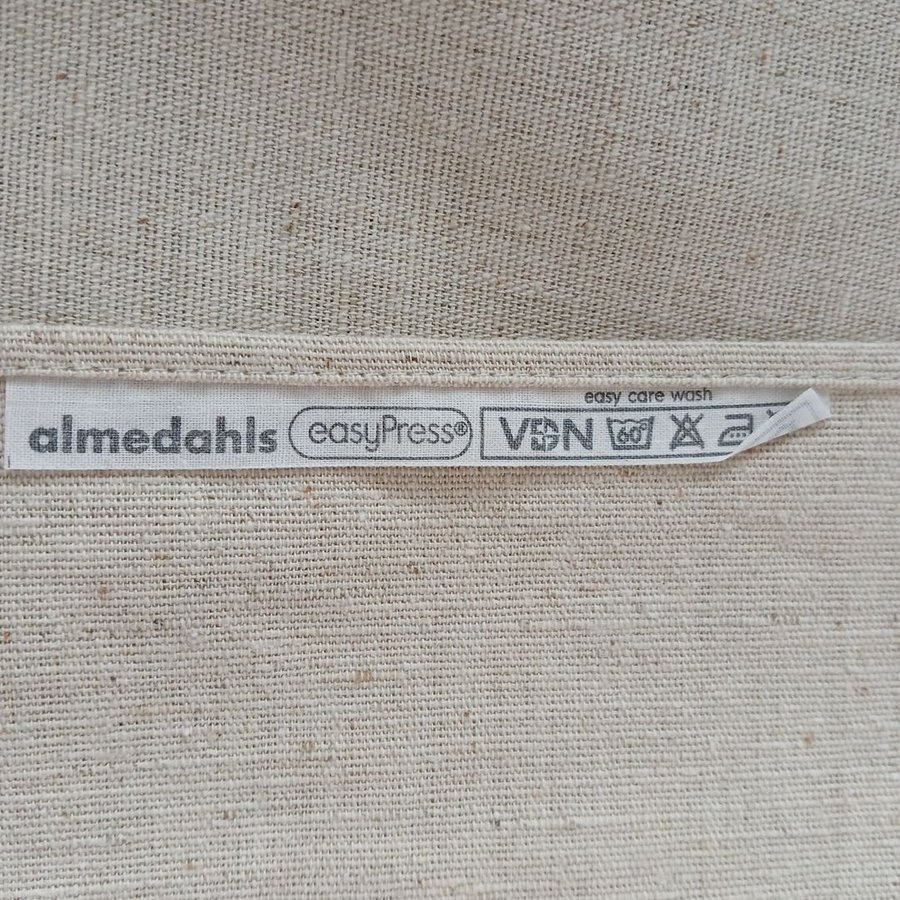 easy care wash
almedahls easyPress® VDN 60